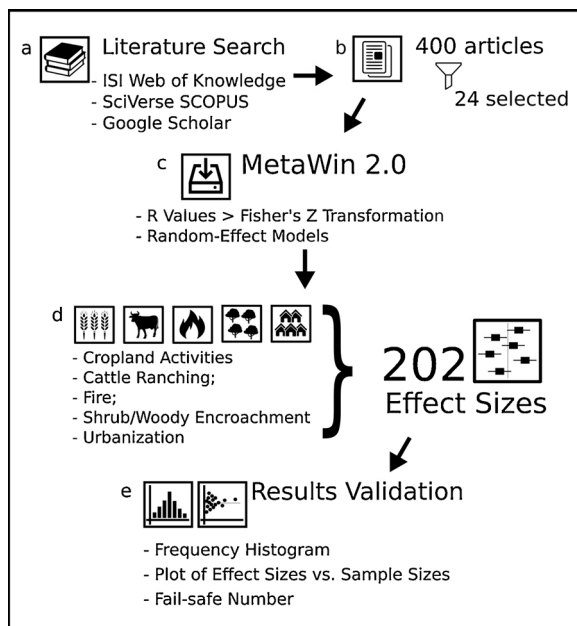 a
Literature Search
- ISI Web of Knowledge
- SciVerse SCOPUS
- Google Scholar
b
400 articles
24 selected
c
MetaWin 2.0
- R Values > Fisher's Z Transformation
- Random-Effect Models
d
- Cropland Activities
- Cattle Ranching;
- Fire;
- Shrub/Woody Encroachment
- Urbanization
202
Effect Sizes
e
Results Validation
- Frequency Histogram
- Plot of Effect Sizes vs. Sample Sizes
- Fail-safe Number